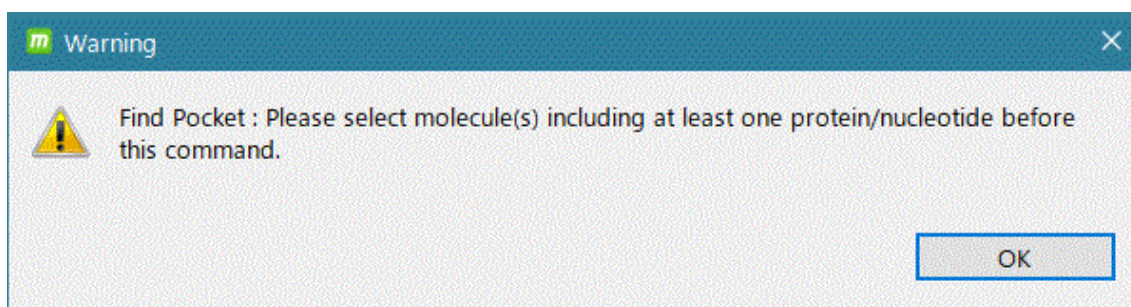 m Warning
Find Pocket : Please select molecule(s) including at least one protein/nucleotide before
this command.
OK